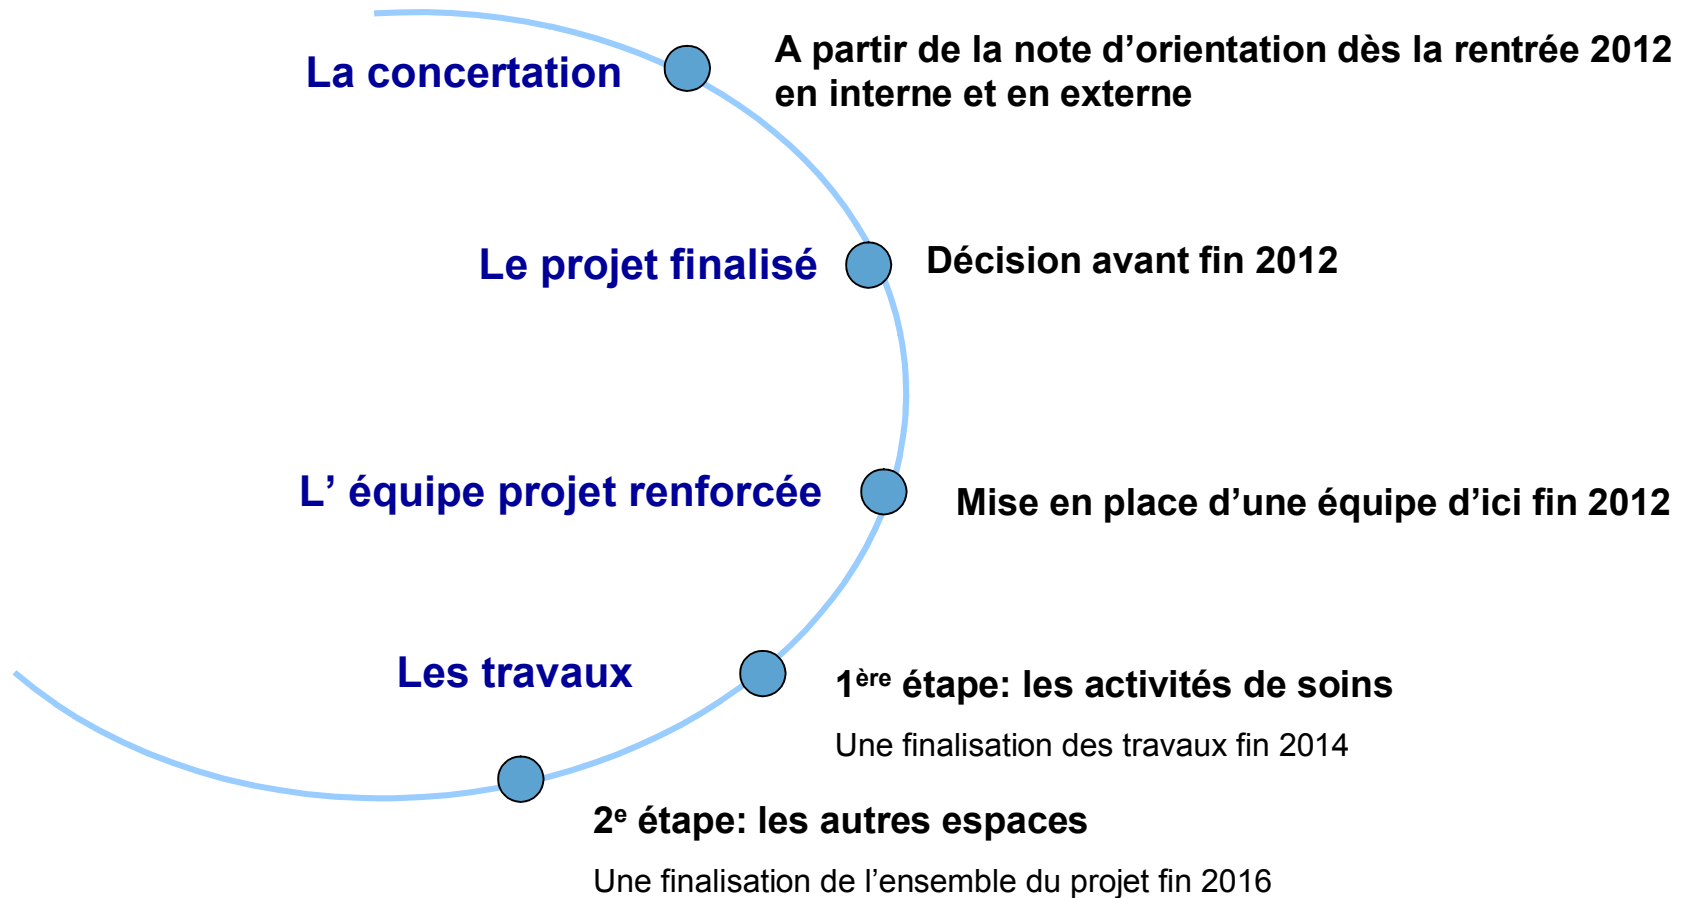 La concertation
A partir de la note d’orientation dès la rentrée 2012
en interne et en externe
Le projet finalisé
Décision avant fin 2012
L’ équipe projet renforcée
Mise en place d’une équipe d’ici fin 2012
Les travaux
1ère étape: les activités de soins
Une finalisation des travaux fin 2014
2e étape: les autres espaces
Une finalisation de l’ensemble du projet fin 2016